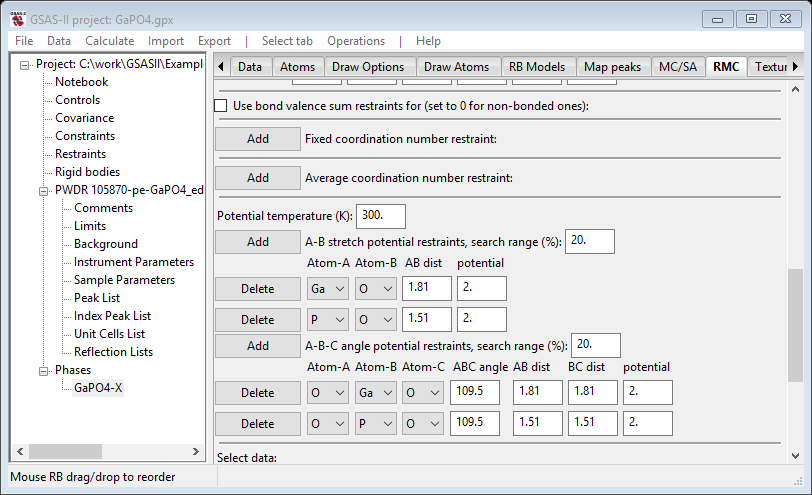 GSAS-II project: GaPO4.gpx
File Data Calculate Import Export | Select tab Operations | Help
Project: C:\work\GSASII\Exampl
Notebook
Controls
Covariance
Constraints
Restraints
Rigid bodies
PWDR 105870-pe-GaPO4_ed
Comments
Limits
Background
Instrument Parameters
Sample Parameters
Peak List
Index Peak List
Unit Cells List
Reflection Lists
Phases
GaPO4-X
Data Atoms Draw Options Draw Atoms RB Models Map peaks MC/SA RMC Textur
Use bond valence sum restraints for (set to 0 for non-bonded ones):
Add Fixed coordination number restraint:
Add Average coordination number restraint:
Potential temperature (K): 300.
Add A-B stretch potential restraints, search range (%): 20.
Atom-A Atom-B AB dist potential
Delete Ga O 1.81 2.
Delete P O 1.51 2.
Add A-B-C angle potential restraints, search range (%): 20.
Atom-A Atom-B Atom-C ABC angle AB dist BC dist potential
Delete O Ga O 109.5 1.81 1.81 2.
Delete O P O 109.5 1.51 1.51 2.
Select data:
Mouse RB drag/drop to reorder